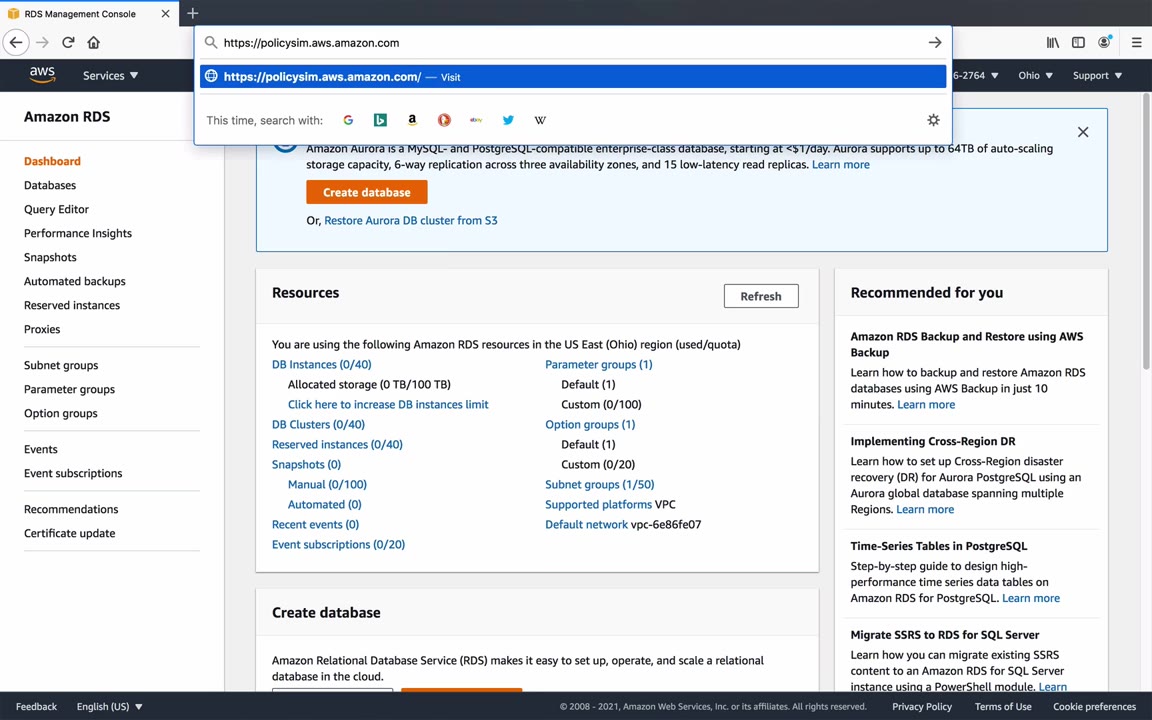 RDS Management Console
https://policysim.aws.amazon.com
https://policysim.aws.amazon.com/ — Visit
This time, search with:
aws
Services
6-2764
Ohio
Support
Amazon RDS
Dashboard
Databases
Query Editor
Performance Insights
Snapshots
Automated backups
Reserved instances
Proxies
Subnet groups
Parameter groups
Option groups
Events
Event subscriptions
Recommendations
Certificate update
Amazon Aurora is a MySQL- and PostgreSQL-compatible enterprise-class database, starting at <$1/day. Aurora supports up to 64TB of auto-scaling
storage capacity, 6-way replication across three availability zones, and 15 low-latency read replicas. Learn more
Create database
Or, Restore Aurora DB cluster from S3
Resources
Refresh
You are using the following Amazon RDS resources in the US East (Ohio) region (used/quota)
DB Instances (0/40)
Allocated storage (0 TB/100 TB)
Click here to increase DB instances limit
DB Clusters (0/40)
Reserved instances (0/40)
Snapshots (0)
Manual (0/100)
Automated (0)
Recent events (0)
Event subscriptions (0/20)
Parameter groups (1)
Default (1)
Custom (0/100)
Option groups (1)
Default (1)
Custom (0/20)
Subnet groups (1/50)
Supported platforms VPC
Default network vpc-6e86fe07
Create database
Amazon Relational Database Service (RDS) makes it easy to set up, operate, and scale a relational
database in the cloud.
Recommended for you
Amazon RDS Backup and Restore using AWS
Backup
Learn how to backup and restore Amazon RDS
databases using AWS Backup in just 10
minutes. Learn more
Implementing Cross-Region DR
Learn how to set up Cross-Region disaster
recovery (DR) for Aurora PostgreSQL using an
Aurora global database spanning multiple
Regions. Learn more
Time-Series Tables in PostgreSQL
Step-by-step guide to design high-
performance time series data tables on
Amazon RDS for PostgreSQL. Learn more
Migrate SSRS to RDS for SQL Server
Learn how you can migrate existing SSRS
content to an Amazon RDS for SQL Server
instance using a PowerShell module. Learn
Feedback
English (US)
© 2008 - 2021, Amazon Web Services, Inc. or its affiliates. All rights reserved.
Privacy Policy
Terms of Use
Cookie preferences